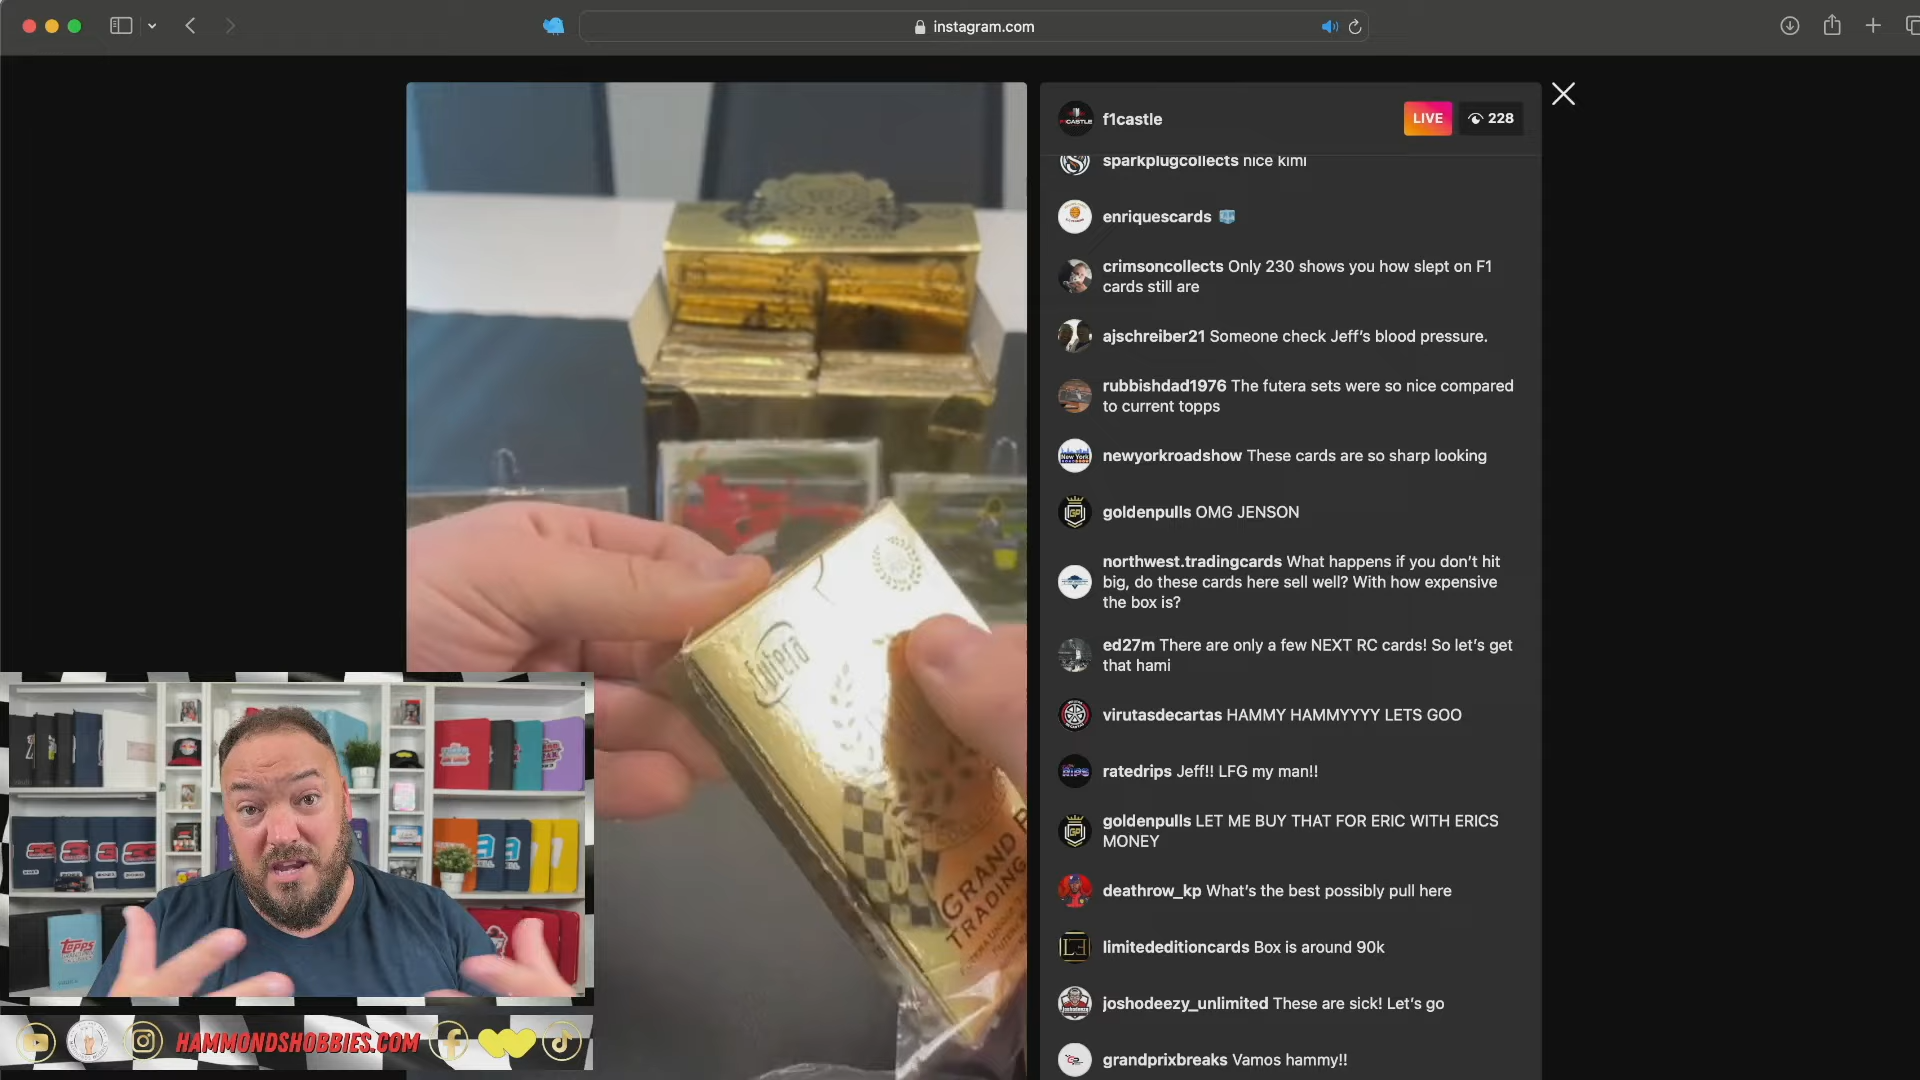 instagram.com
f1castle
LIVE
228
sparkplugcollects nice kimi
enriquescards
crimsoncollects Only 230 shows you how slept on F1
cards still are
ajschreiber21 Someone check Jeff’s blood pressure.
rubbishdad1976 The futera sets were so nice compared
to current topps
newyorkroadshow These cards are so sharp looking
goldenpulls OMG JENSON
northwest.tradingcards What happens if you don’t hit
big, do these cards here sell well? With how expensive
the box is?
ed27m There are only a few NEXT RC cards! So let’s get
that hami
virutasdecartas HAMMY HAMMYYYY LETS GOO
ratedrips Jeff!! LFG my man!!
goldenpulls LET ME BUY THAT FOR ERIC WITH ERICS
MONEY
deathrow_kp What’s the best possibly pull here
limitededitioncards Box is around 90k
joshodeezy_unlimited These are sick! Let’s go
grandprixbreaks Vamos hammy!!
futera
GRAND
TRADING
topps
HAMMONDSHOBBIES.COM